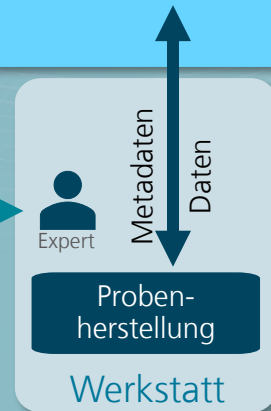 Metadaten
Daten
Expert
Proben-
herstellung
Werkstatt